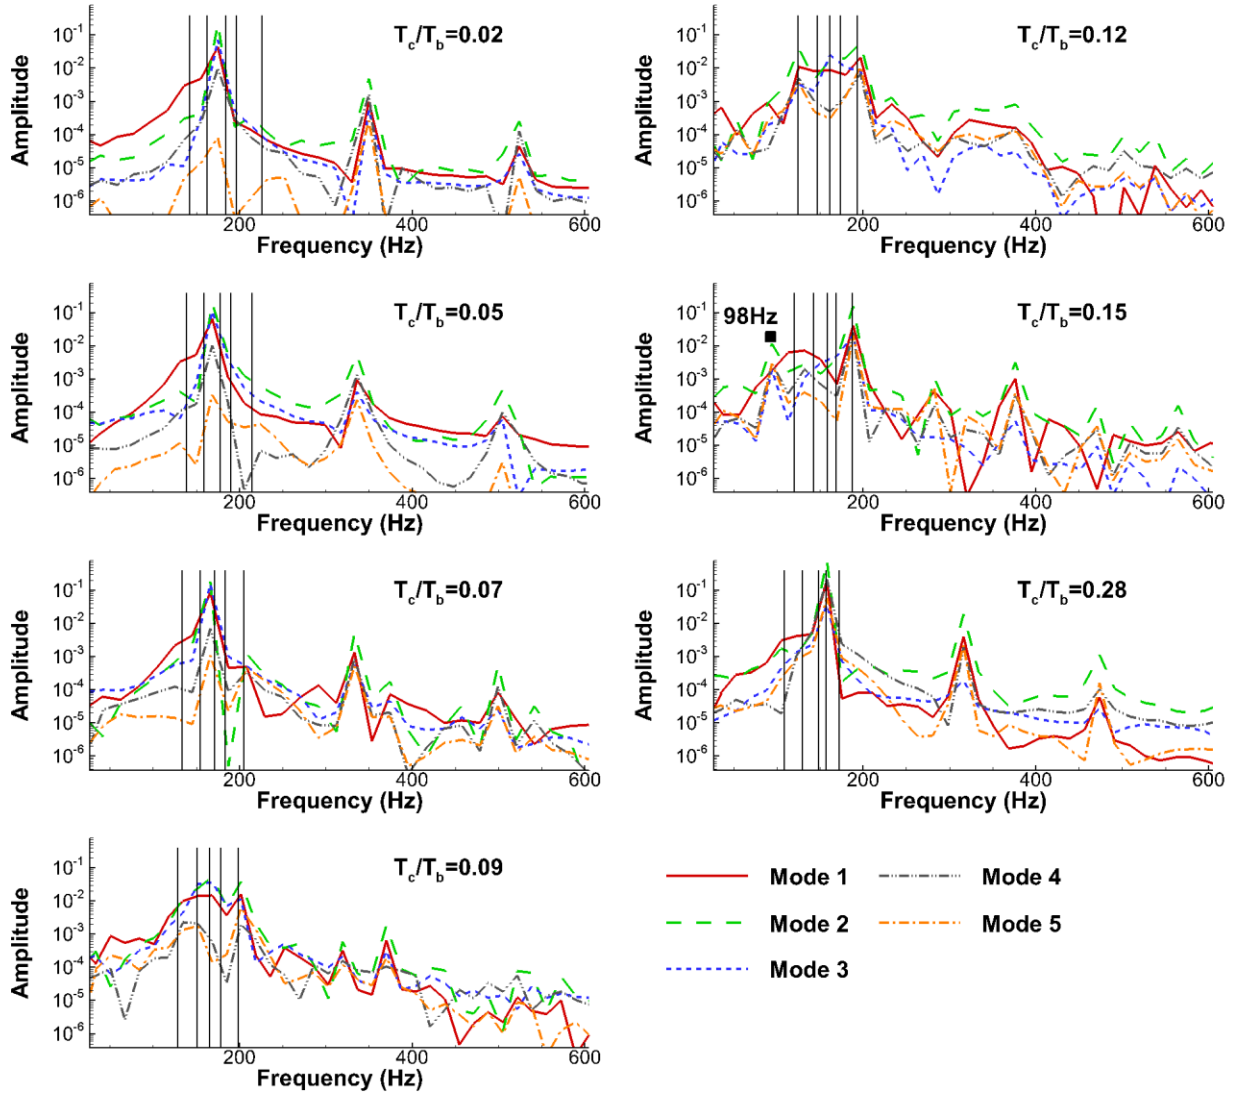 T_c/T_b=0.02
Amplitude
10^-1
10^-2
10^-3
10^-4
10^-5
10^-6
200 400 600
Frequency (Hz)
T_c/T_b=0.12
Amplitude
10^-1
10^-2
10^-3
10^-4
10^-5
10^-6
200 400 600
Frequency (Hz)
T_c/T_b=0.05
Amplitude
10^-1
10^-2
10^-3
10^-4
10^-5
10^-6
200 400 600
Frequency (Hz)
T_c/T_b=0.15
98Hz
Amplitude
10^-1
10^-2
10^-3
10^-4
10^-5
10^-6
200 400 600
Frequency (Hz)
T_c/T_b=0.07
Amplitude
10^-1
10^-2
10^-3
10^-4
10^-5
10^-6
200 400 600
Frequency (Hz)
T_c/T_b=0.28
Amplitude
10^-1
10^-2
10^-3
10^-4
10^-5
10^-6
200 400 600
Frequency (Hz)
T_c/T_b=0.09
Amplitude
10^-1
10^-2
10^-3
10^-4
10^-5
10^-6
200 400 600
Frequency (Hz)
Mode 1
Mode 2
Mode 3
Mode 4
Mode 5